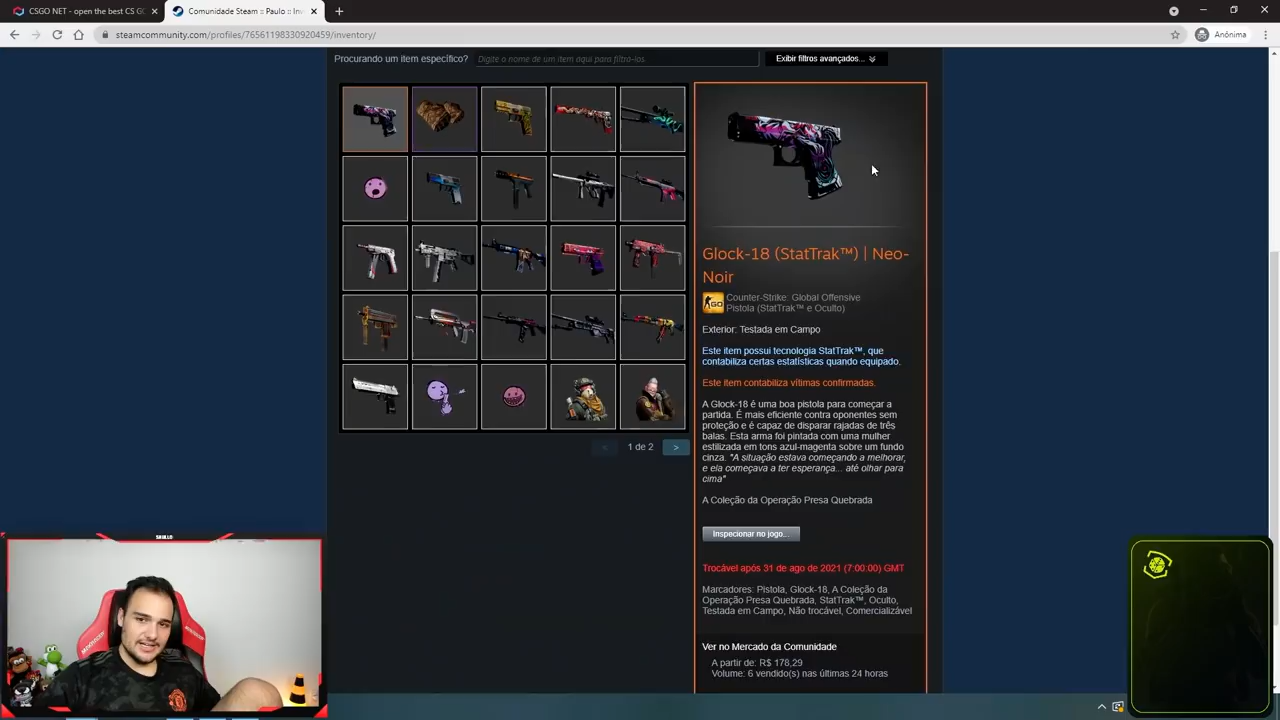 CSGO NET - open the best CS GO
Comunidade Steam :: Paulo :: Inv
steamcommunity.com/profiles/76561198330920459/inventory/
Anónima
Procurando um item específico?
Digite o nome de um item aqui para filtrá-los.
Exibir filtros avançados...
Glock-18 (StatTrak™) | Neo-
Noir
Counter-Strike: Global Offensive
Pistola (StatTrak™ e Oculto)
Exterior: Testada em Campo
Este item possui tecnologia StatTrak™, que
contabiliza certas estatísticas quando equipado.
Este item contabiliza vítimas confirmadas.
A Glock-18 é uma boa pistola para começar a
partida. É mais eficiente contra oponentes sem
proteção e é capaz de disparar rajadas de três
balas. Esta arma foi pintada com uma mulher
estilizada em tons azul-magenta sobre um fundo
cinza. "A situação estava começando a melhorar,
e ela começava a ter esperança... até olhar para
cima"
A Coleção da Operação Presa Quebrada
1 de 2
Inspecionar no jogo...
Trocável após 31 de ago de 2021 (7:00:00) GMT
Marcadores: Pistola, Glock-18, A Coleção da
Operação Presa Quebrada, StatTrak™, Oculto,
Testada em Campo, Não trocável, Comercializável
Ver no Mercado da Comunidade
A partir de: R$ 178,29
Volume: 6 vendido(s) nas últimas 24 horas